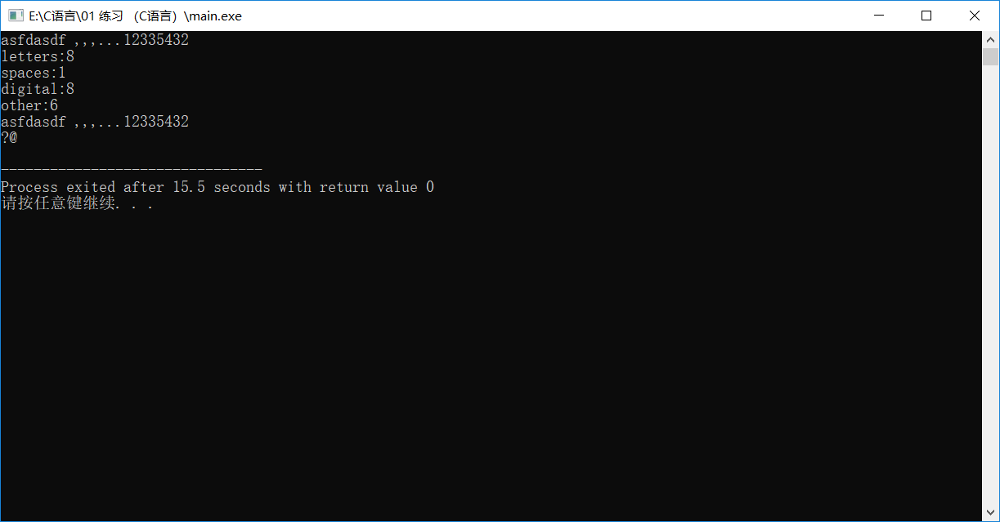 E:\C语言\01 练习 （C语言）\main.exe
asfdasdf ,,,...12335432
letters:8
spaces:1
digital:8
other:6
asfdasdf ,,,...12335432
?@
--------------------------------
Process exited after 15.5 seconds with return value 0
请按任意键继续. . .